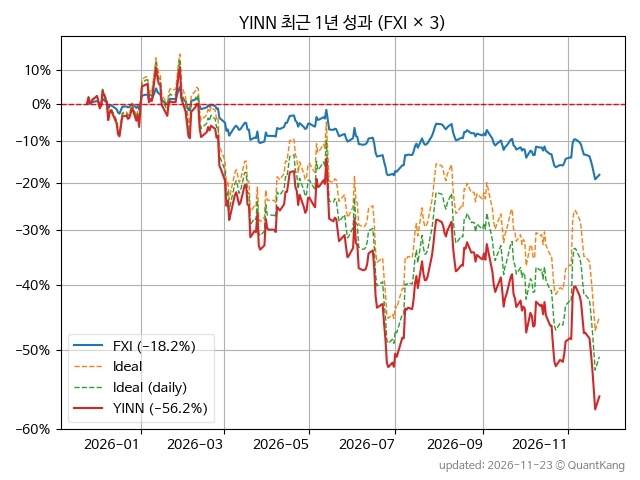 YINN 최근 1년 성과 (FXI × 3)
10%
0%
−10%
−20%
−30%
−40%
−50%
−60%
FXI (−18.2%)
Ideal
Ideal (daily)
YINN (−56.2%)
2026-01
2026-03
2026-05
2026-07
2026-09
2026-11
updated: 2026-11-23 © QuantKang